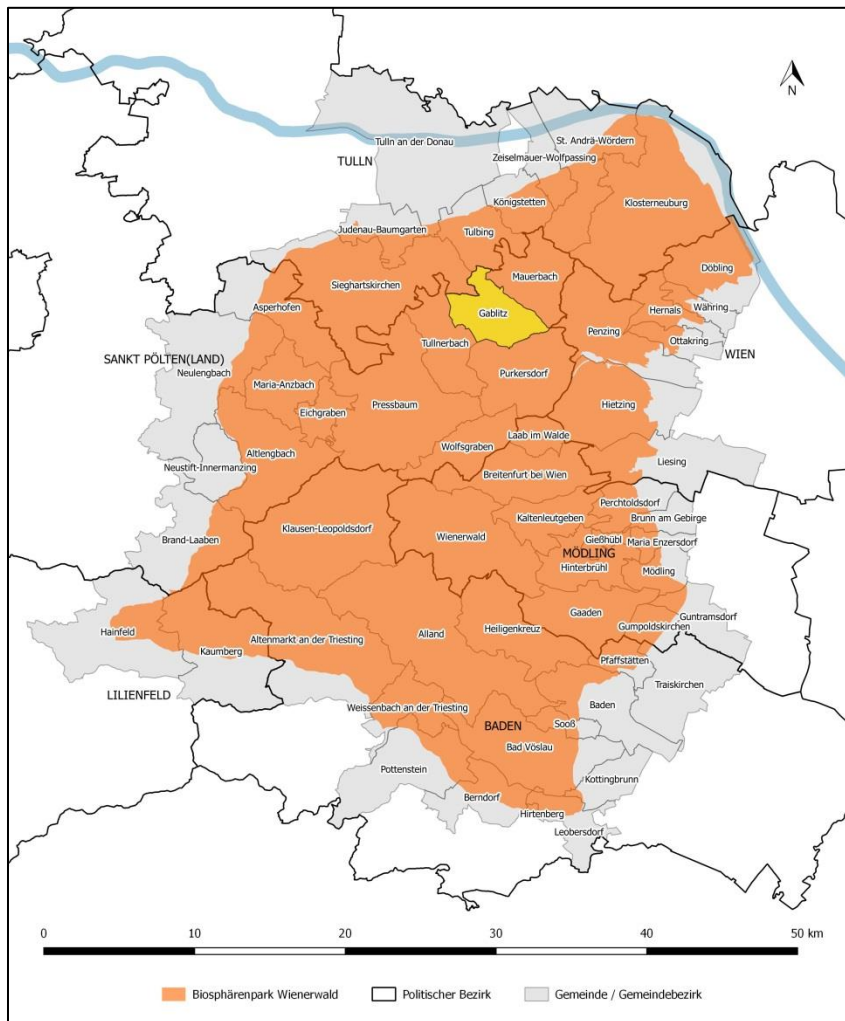 N
Tulln an der Donau
St. Andrä-Wördern
Zeiselmauer-Wolfpassing
TULLN
Königstetten
Klosterneuburg
Judenau-Baumgarten
Tulbing
Döbling
Mauerbach
Sieghartskirchen
Asperhofen
Gablitz
Hernals
Währing
Penzing
Tullnerbach
Ottakring
WIEN
SANKT PÖLTEN(LAND)
Neulengbach
Purkersdorf
Maria-Anzbach
Pressbaum
Hietzing
Eichgraben
Laab im Walde
Wolfsgraben
Altlengbach
Liesing
Neustift-Innermanzing
Breitenfurt bei Wien
Perchtoldsdorf
Kaltenleutgeben
Brunn am Gebirge
Klausen-Leopoldsdorf
Wienerwald
Brand-Laaben
Gießhübl
Maria Enzersdorf
MÖDLING
Hinterbrühl
Mödling
Gaaden
Guntramsdorf
Hainfeld
Altenmarkt an der Triesting
Alland
Heiligenkreuz
Gumpoldskirchen
Kaumberg
Pfaffstätten
Traiskirchen
LILIENFELD
Weissenbach an der Triesting
Baden
BADEN
Sooß
Bad Vöslau
Pottenstein
Kottingbrunn
Berndorf
Hirtenberg
Leobersdorf
0 10 20 30 40 50 km
Biosphärenpark Wienerwald Politischer Bezirk Gemeinde / Gemeindebezirk